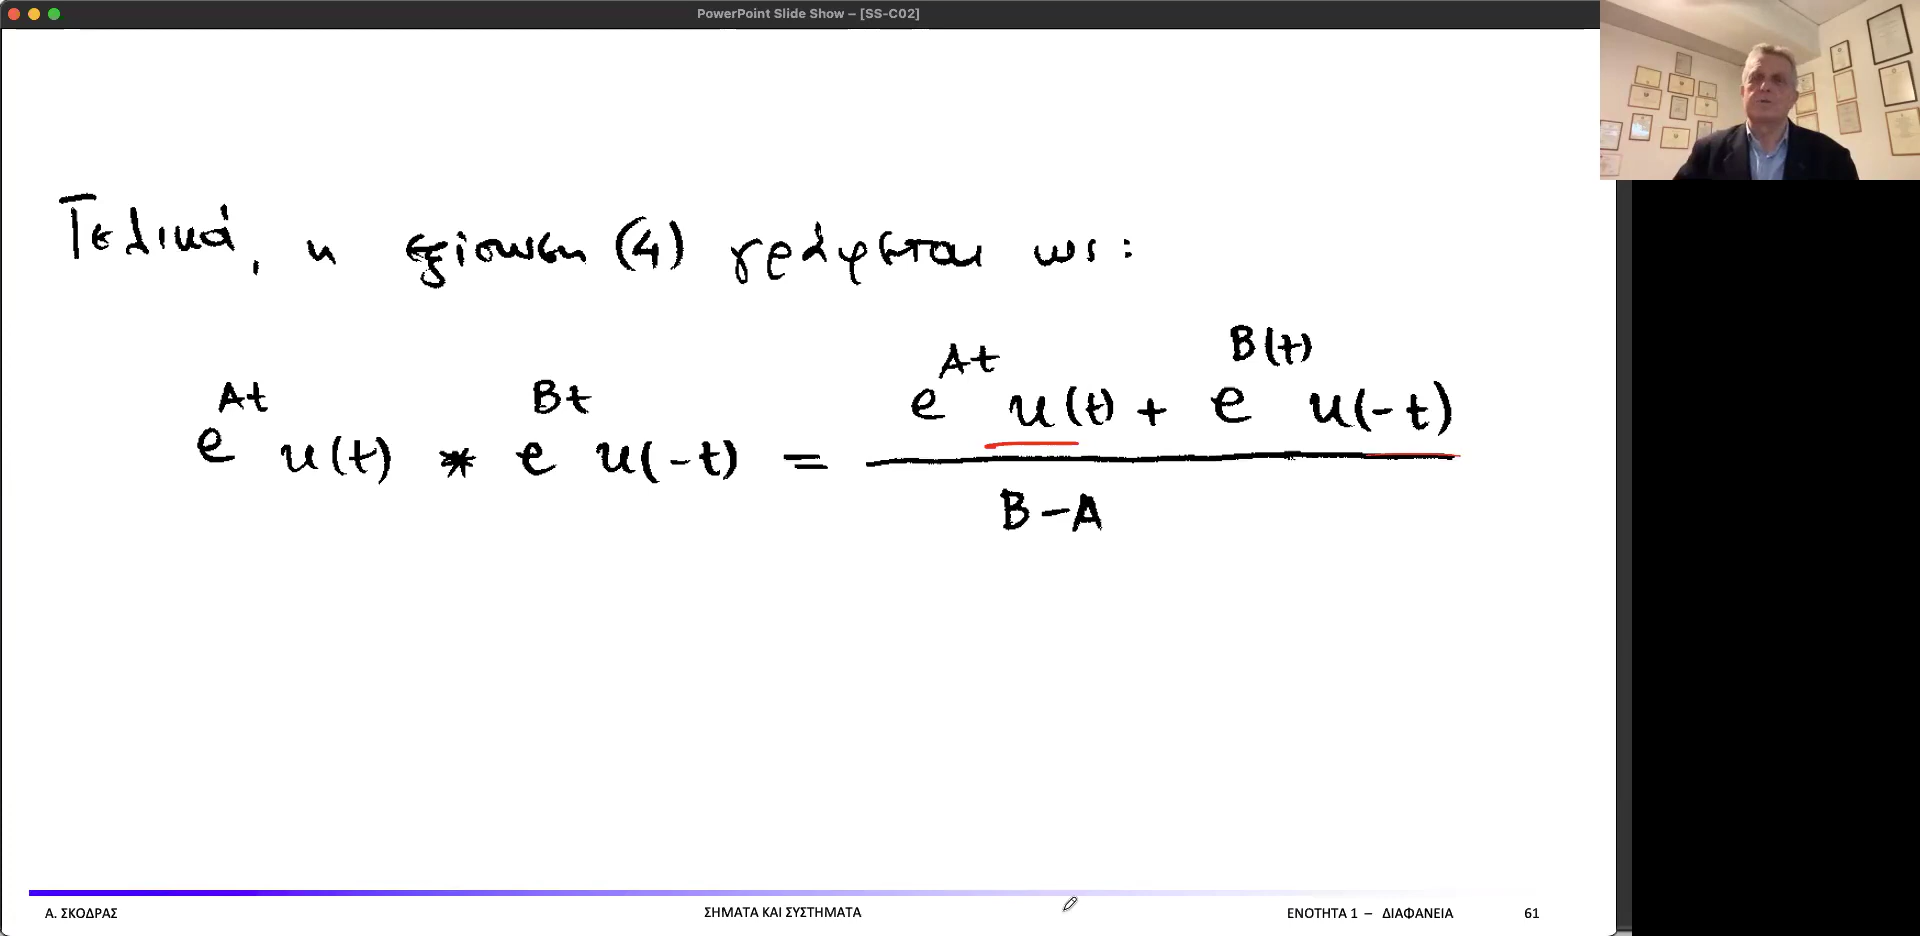 PowerPoint Slide Show – [SS-C02]
Τελικά, η εξίσωση (4) γράφεται ως:
e^{At} u(t) * e^{Bt} u(-t) = \frac{e^{At} u(t) + e^{B(t)} u(-t)}{B-A}
Α. ΣΚΟΔΡΑΣ
ΣΗΜΑΤΑ ΚΑΙ ΣΥΣΤΗΜΑΤΑ
ΕΝΟΤΗΤΑ 1 – ΔΙΑΦΑΝΕΙΑ 61